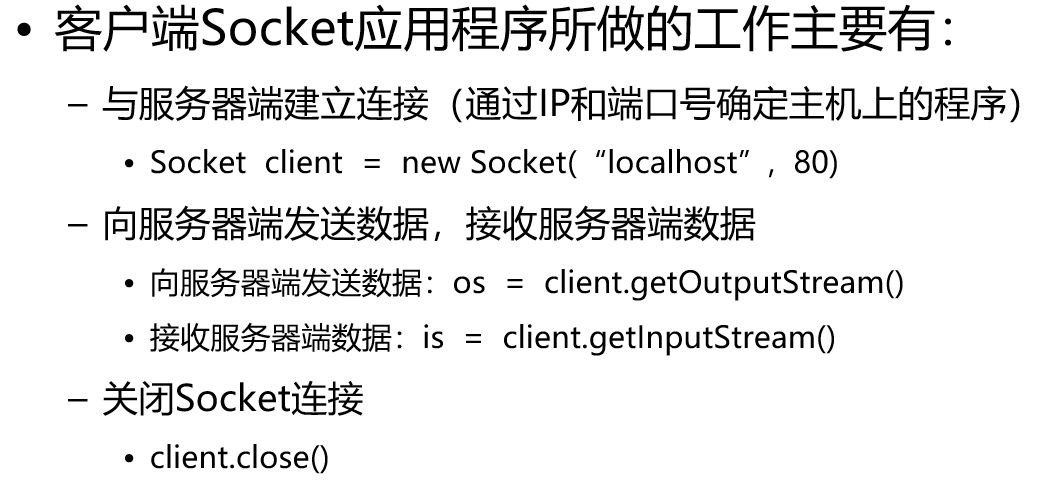 • 客户端Socket应用程序所做的工作主要有：
– 与服务器端建立连接（通过IP和端口号确定主机上的程序）
• Socket client = new Socket(“localhost”, 80)
– 向服务器端发送数据，接收服务器端数据
• 向服务器端发送数据：os = client.getOutputStream()
• 接收服务器端数据：is = client.getInputStream()
– 关闭Socket连接
• client.close()